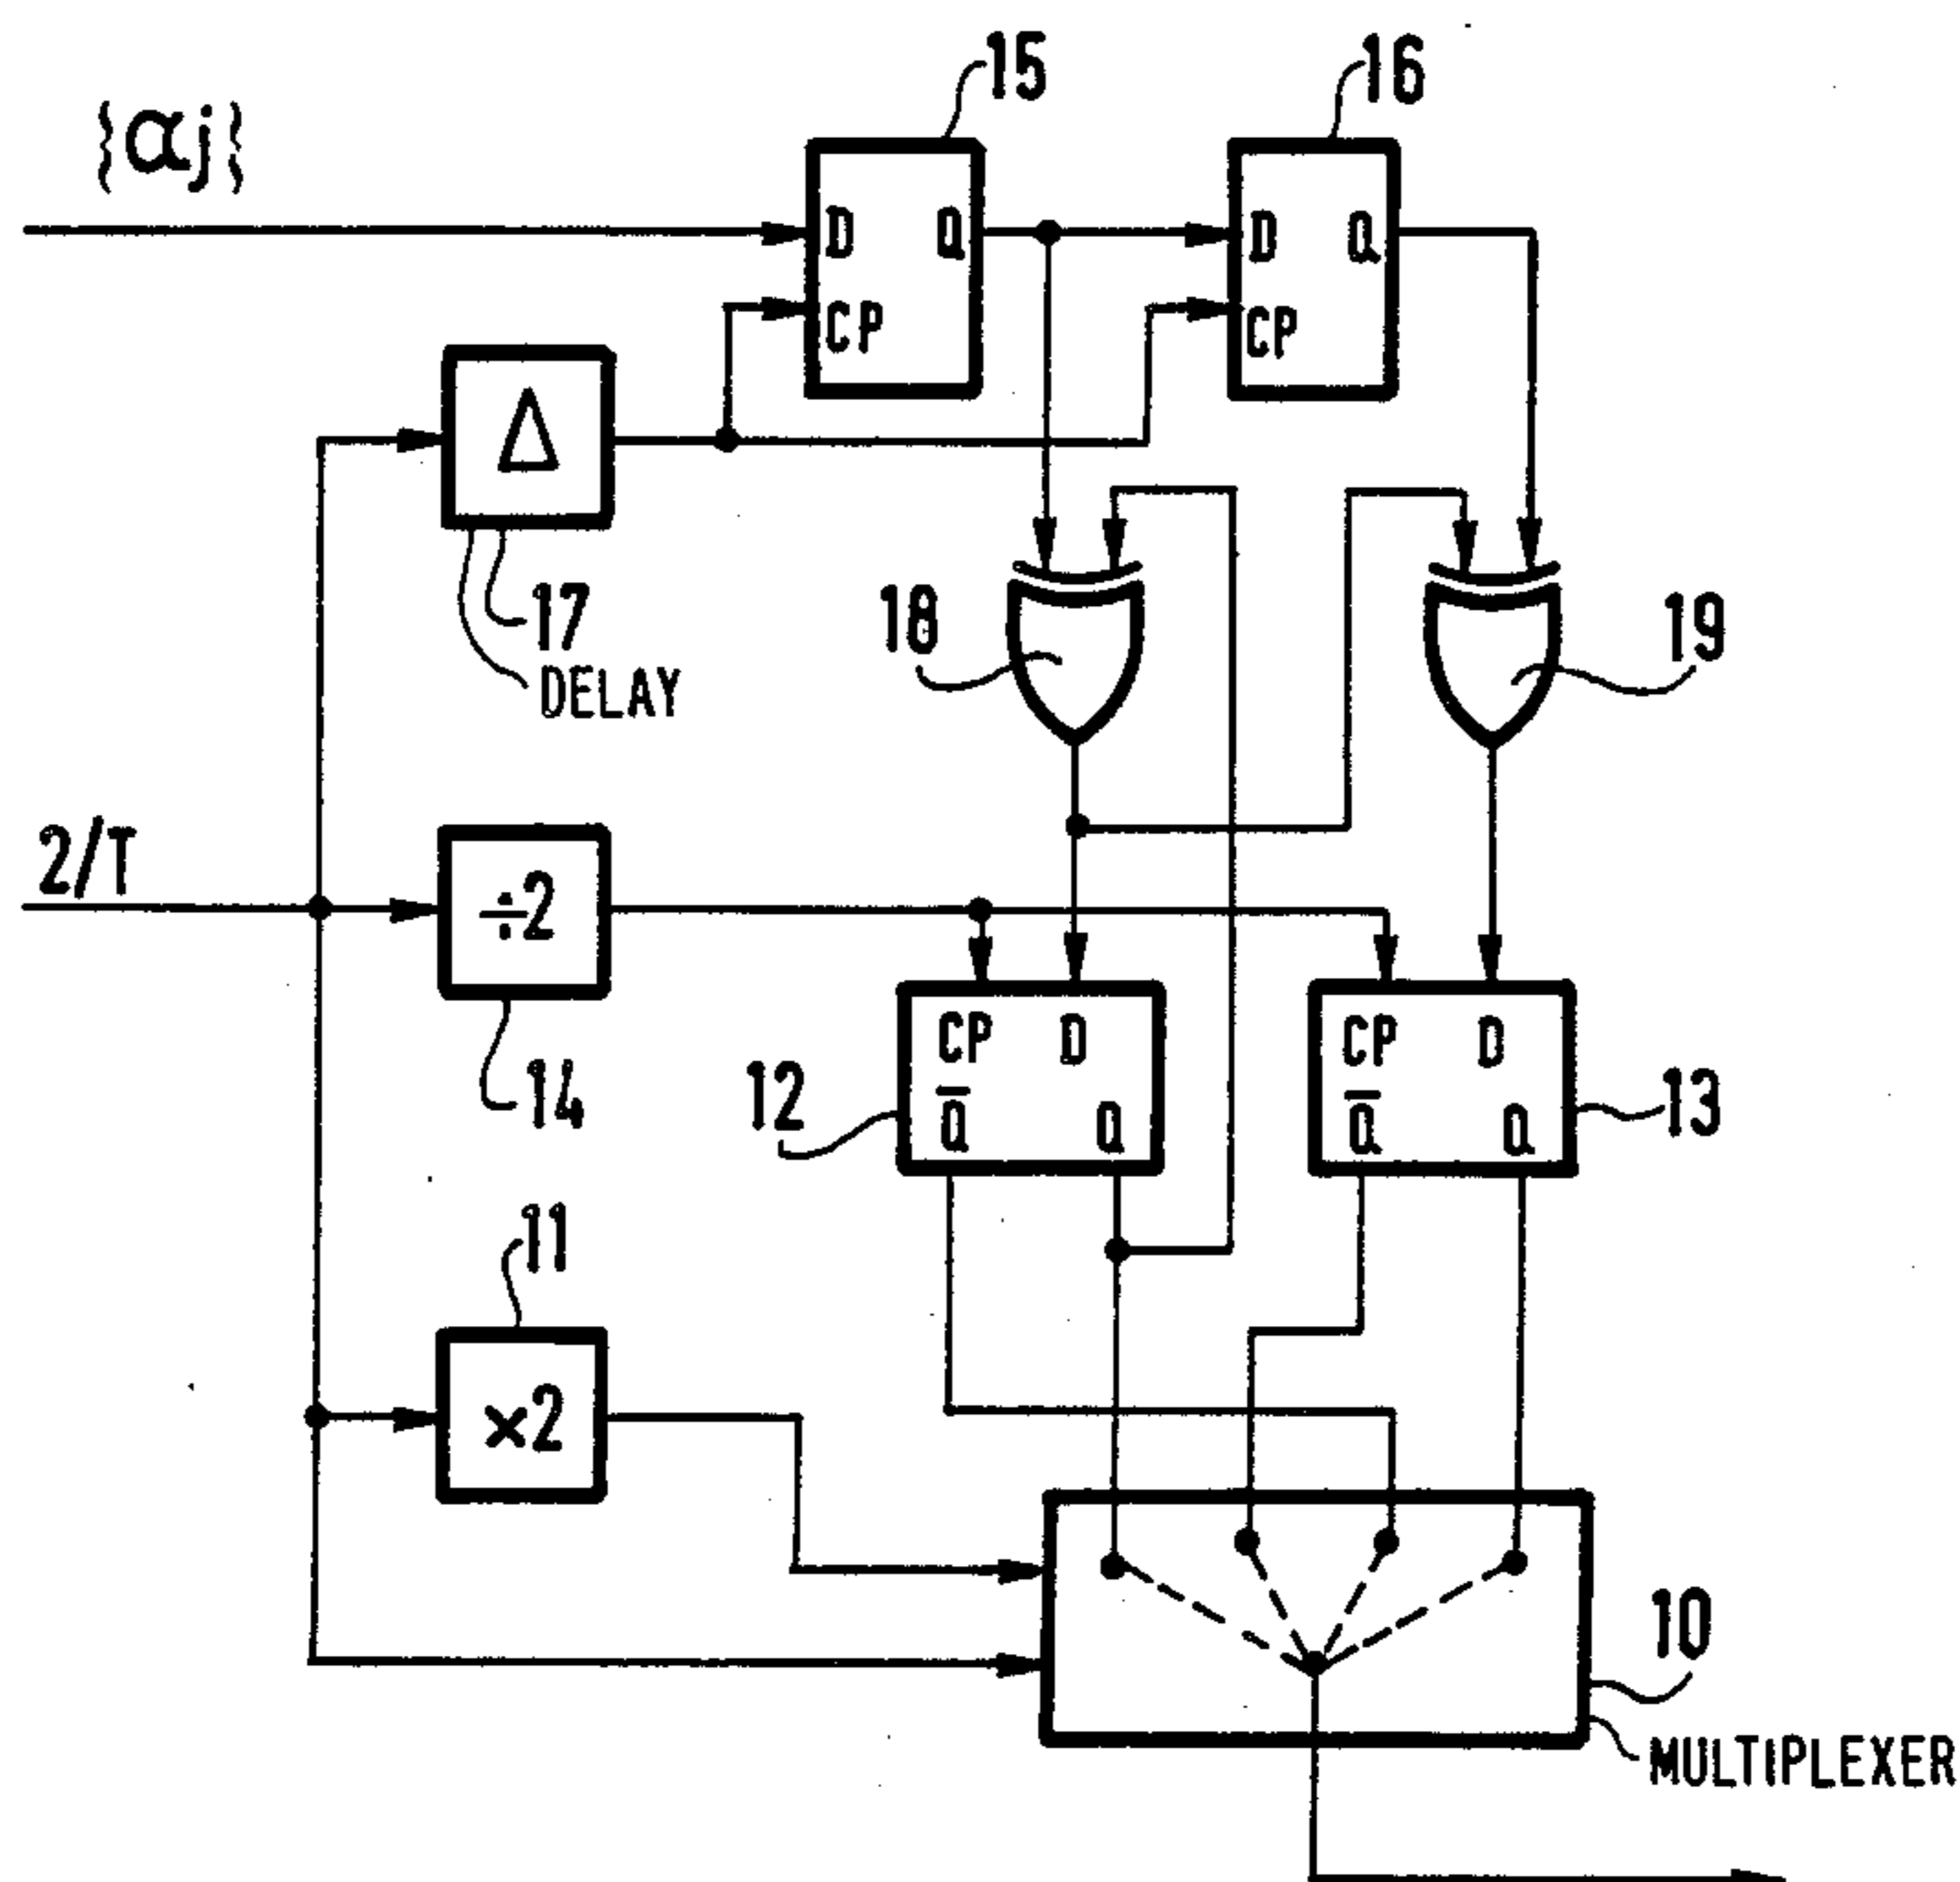 15
16
{αj}
D Q
D Q
CP
CP
Δ
17
DELAY
18
19
2/T
÷2
14
CP D
Q̅ Q
12
CP D
Q̅ Q
13
11
×2
10
MULTIPLEXER